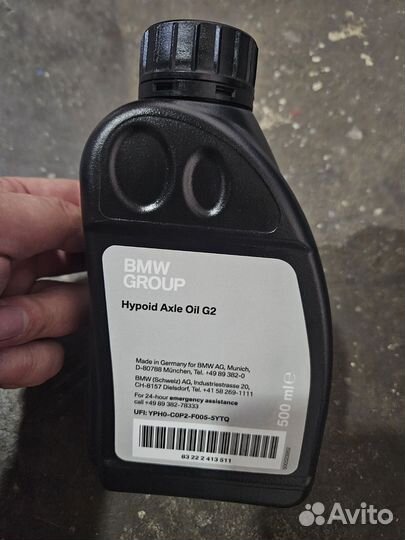 BMW
GROUP
Hypoid Axle Oil G2
Made in Germany for BMW AG, Munich,
D-80788 München, Tel. +49 89 382-0
BMW (Schweiz) AG, Industriestrasse 20,
CH-8157 Dielsdorf, Tel. +41 58 269-1111
For 24-hour emergency assistance
call +49 89 382-78333
UFI: YPH0-C0P2-F005-5YTQ
83 22 2 413 511
500 ml ℮
Avito